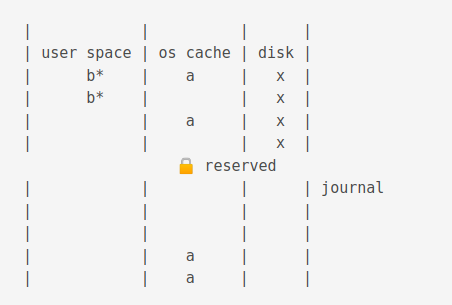 |            |          |      |
| user space | os cache | disk |
|      b*    |    a     |   x  |
|      b*    |          |   x  |
|            |    a     |   x  |
|            |          |   x  |
🔒 reserved
|            |          |      | journal
|            |          |      |
|            |          |      |
|            |    a     |      |
|            |    a     |      |